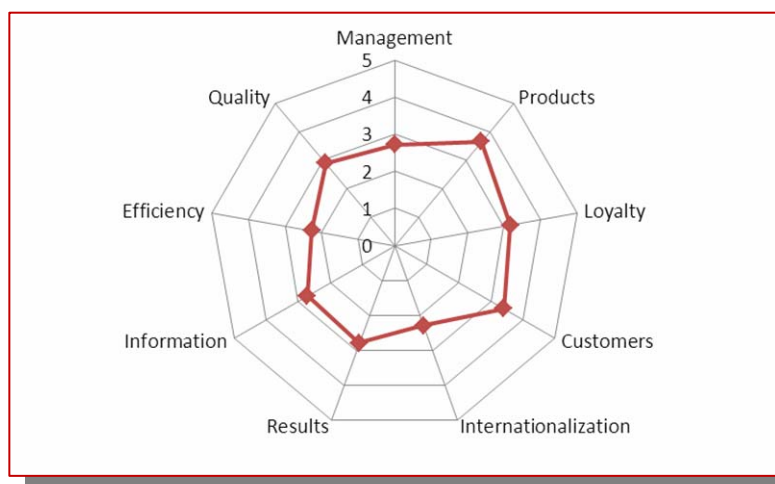 Management
5
4
3
2
1
0
Products
Loyalty
Customers
Internationalization
Results
Information
Efficiency
Quality